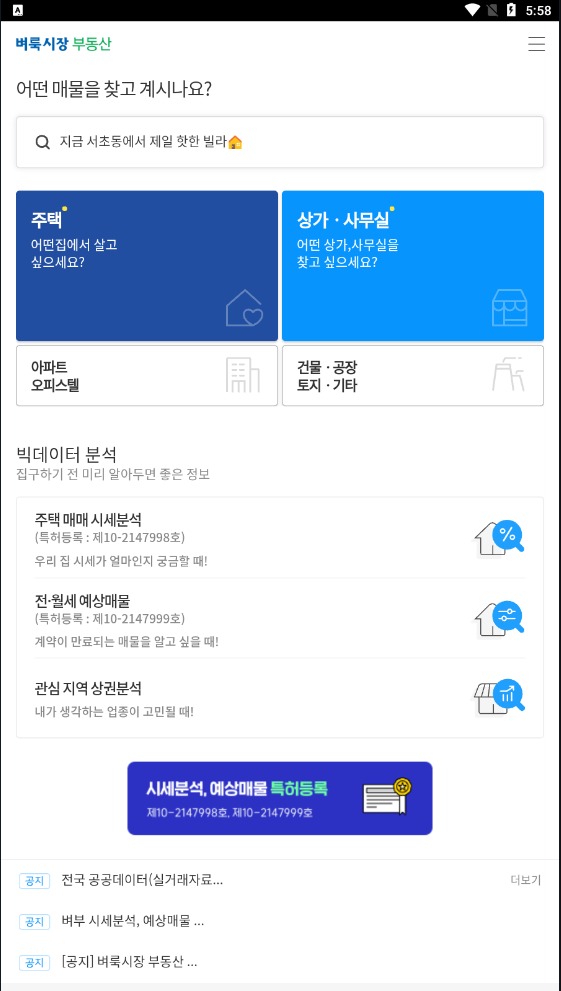 A
5:58
벼룩시장 부동산
어떤 매물을 찾고 계시나요?
지금 서초동에서 제일 핫한 빌라🏠
주택
어떤집에서 살고
싶으세요?
상가 · 사무실
어떤 상가,사무실을
찾고 싶으세요?
아파트
오피스텔
건물 · 공장
토지 · 기타
빅데이터 분석
집구하기 전 미리 알아두면 좋은 정보
주택 매매 시세분석
(특허등록 : 제10-2147998호)
우리 집 시세가 얼마인지 궁금할 때!
전·월세 예상매물
(특허등록 : 제10-2147999호)
계약이 만료되는 매물을 알고 싶을 때!
관심 지역 상권분석
내가 생각하는 업종이 고민될 때!
시세분석, 예상매물 특허등록
제10-2147998호, 제10-2147999호
공지 전국 공공데이터(실거래자료... 더보기
공지 벼부 시세분석, 예상매물 ...
공지 [공지] 벼룩시장 부동산 ...